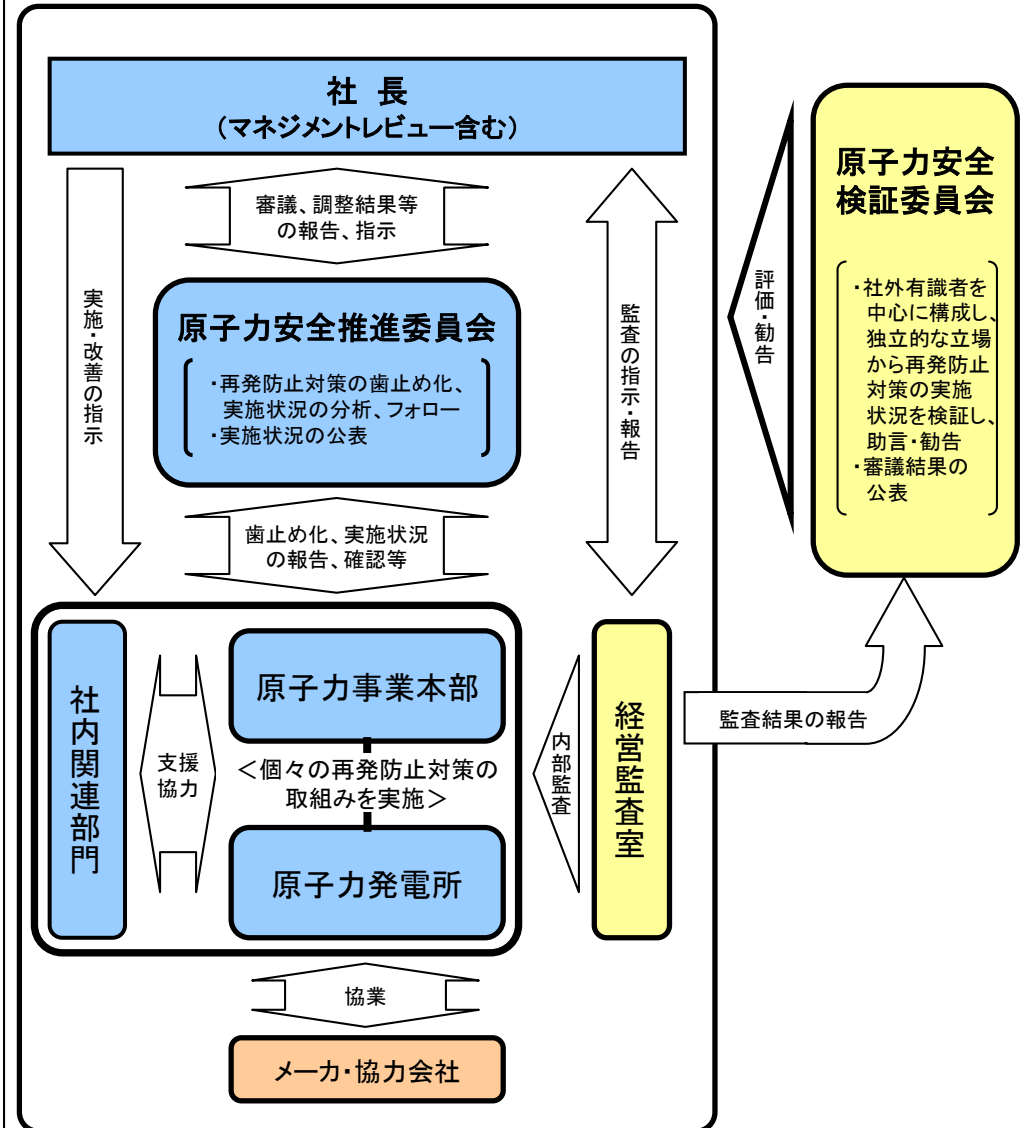 社 長
(マネジメントレビュー含む)
審議、調整結果等
の報告、指示
実施・改善の指示
監査の指示・報告
原子力安全推進委員会
・再発防止対策の歯止め化、
実施状況の分析、フォロー
・実施状況の公表
評価・勧告
原子力安全
検証委員会
・社外有識者を
中心に構成し、
独立的な立場
から再発防止
対策の実施
状況を検証し、
助言・勧告
・審議結果の
公表
歯止め化、実施状況
の報告、確認等
社内関連部門
支援
協力
原子力事業本部
<個々の再発防止対策の
取組みを実施>
原子力発電所
内部監査
経営監査室
監査結果の報告
協業
メーカ・協力会社